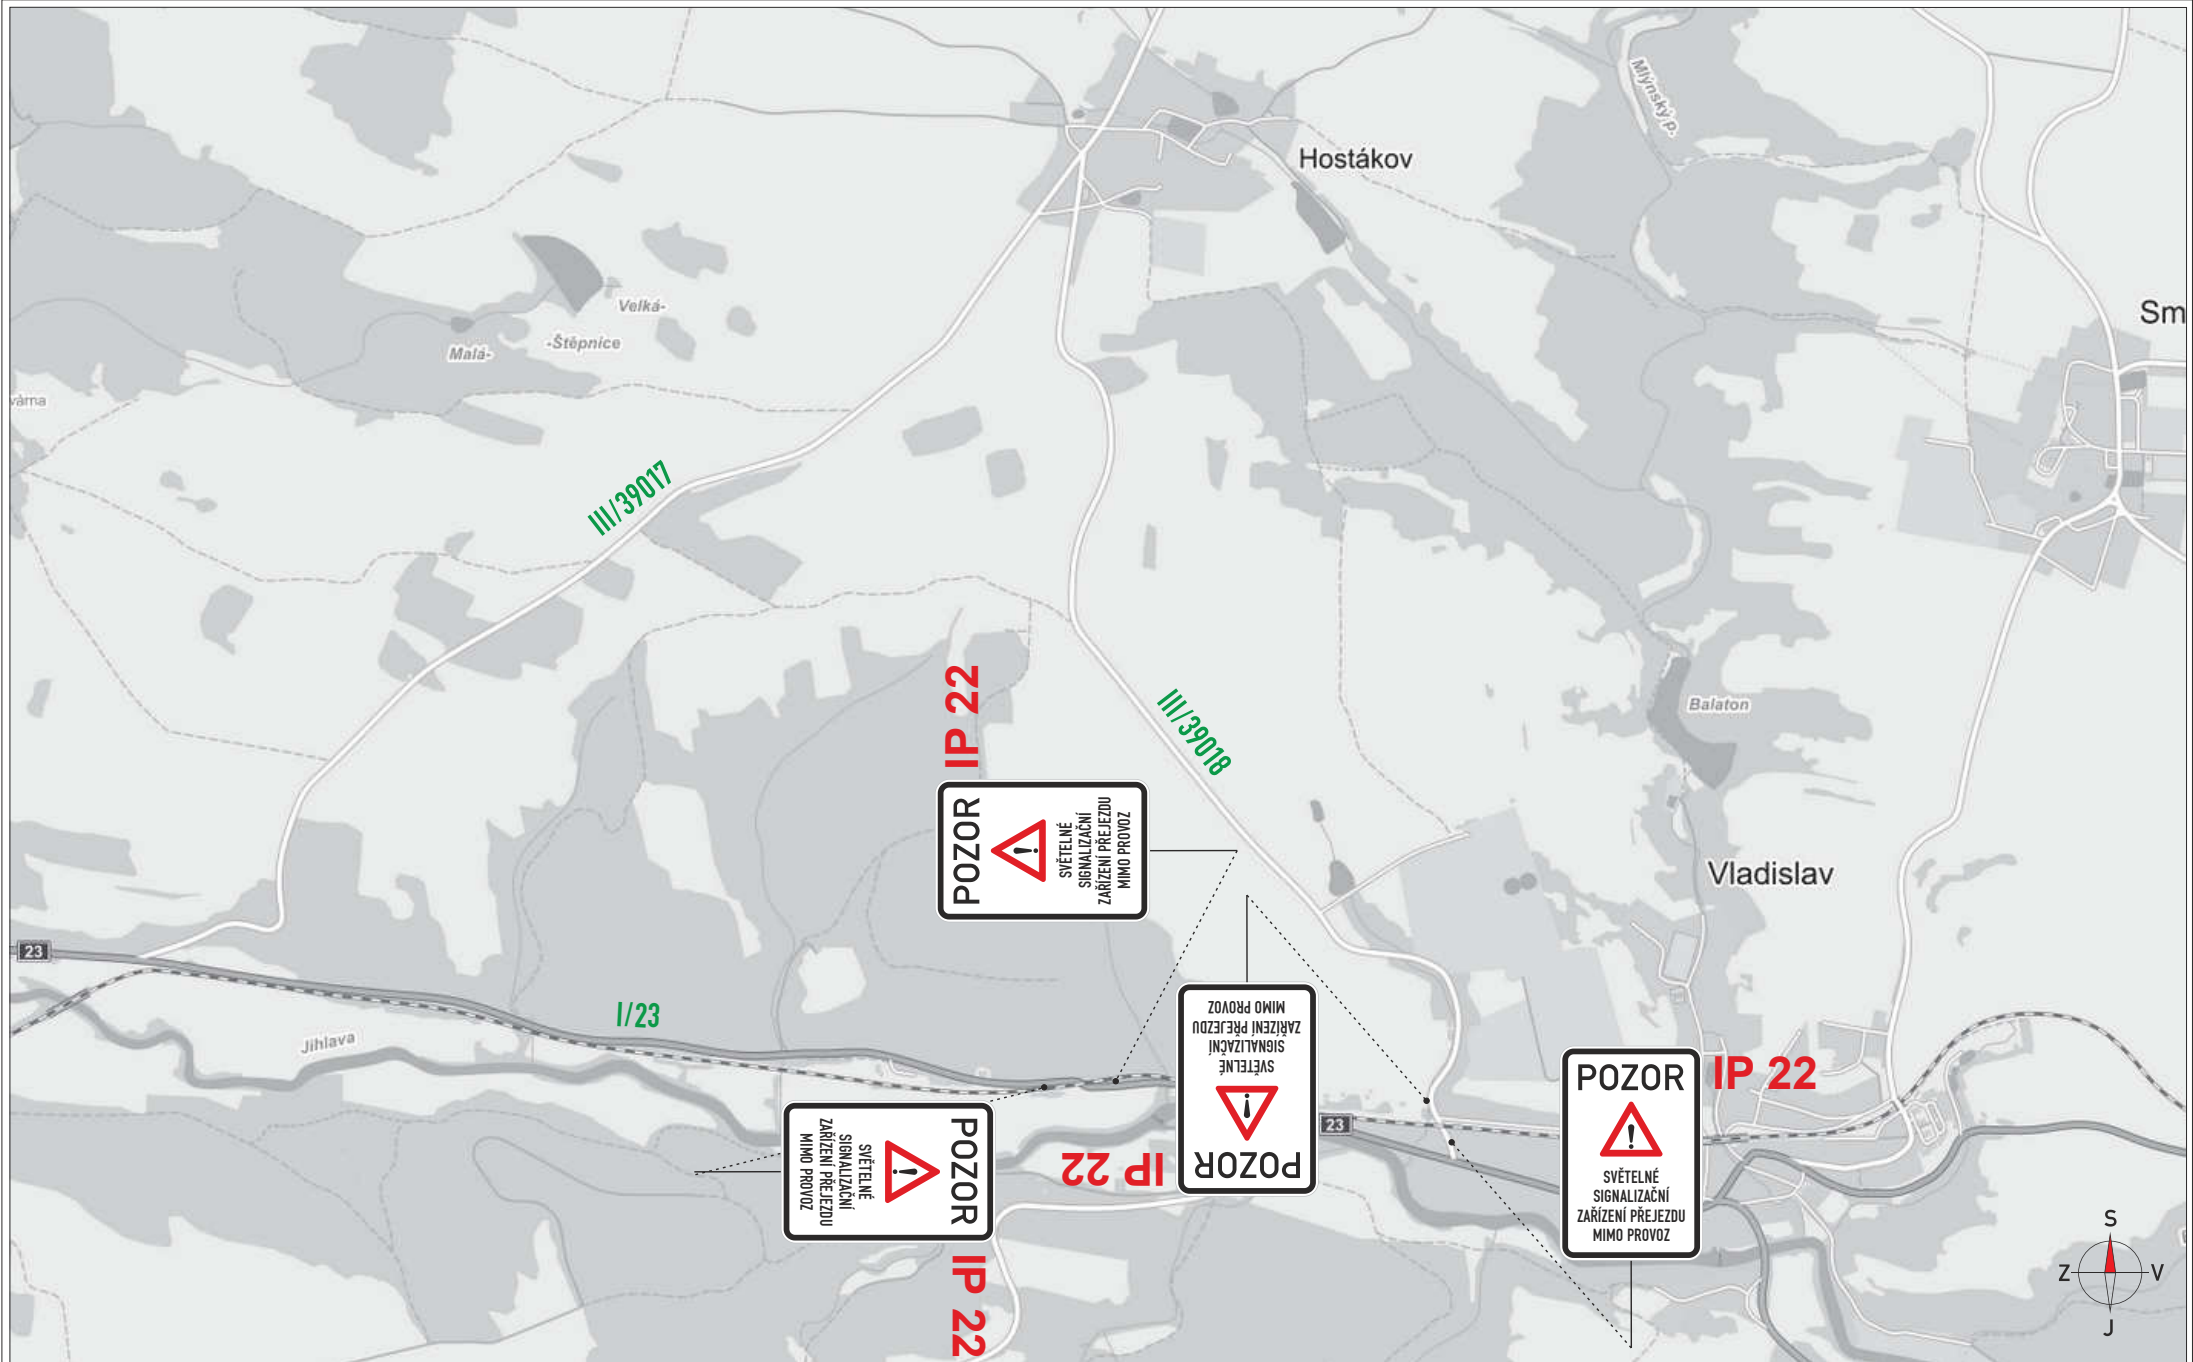 Mlýnský p.
Hostákov
Velká-
-Štěpnice
Malá-
Sm
várna
III/39017
IP 22
III/39018
Balaton
POZOR
SVĚTELNÉ
SIGNALIZAČNÍ
ZAŘÍZENÍ PŘEJEZDU
MIMO PROVOZ
Vladislav
23
I/23
Jihlava
POZOR
SVĚTELNÉ
SIGNALIZAČNÍ
ZAŘÍZENÍ PŘEJEZDU
MIMO PROVOZ
IP 22
POZOR
SVĚTELNÉ
SIGNALIZAČNÍ
ZAŘÍZENÍ PŘEJEZDU
MIMO PROVOZ
IP 22
23
POZOR
SVĚTELNÉ
SIGNALIZAČNÍ
ZAŘÍZENÍ PŘEJEZDU
MIMO PROVOZ
IP 22
S
Z V
J